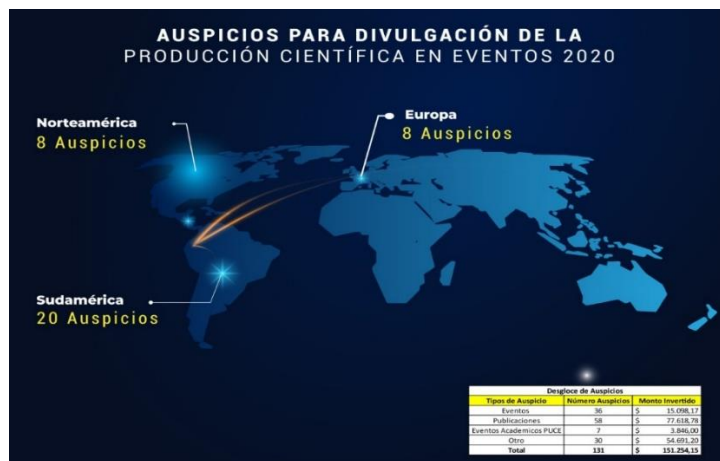 AUSPICIOS PARA DIVULGACIÓN DE LA
PRODUCCIÓN CIENTÍFICA EN EVENTOS 2020
Norteamérica
8 Auspicios
Europa
8 Auspicios
Sudamérica
20 Auspicios
Desgloce de Auspicios
Tipos de Auspicio Número Auspicios Monto Invertido
Eventos 36 $ 15.098,17
Publicaciones 58 $ 77.618,78
Eventos Academicos PUCE 7 $ 3.846,00
Otro 30 $ 54.691,20
Total 131 $ 151.254,15